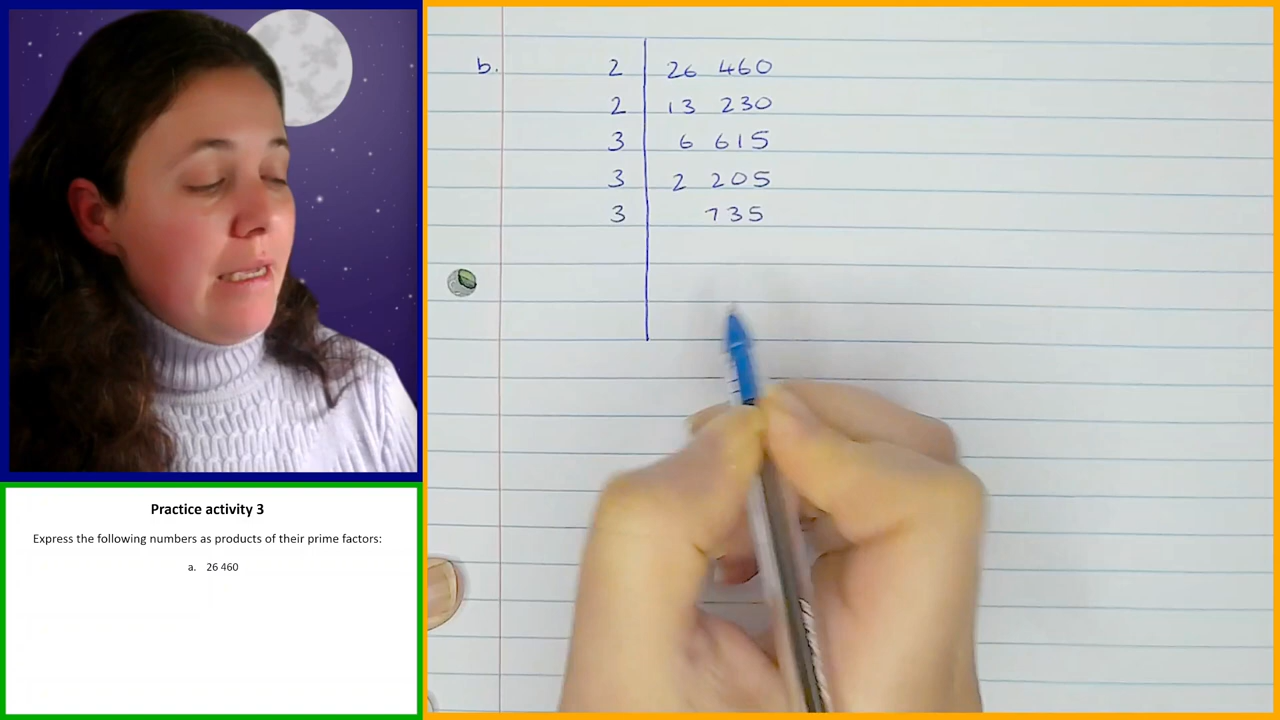 Practice activity 3
Express the following numbers as products of their prime factors:
a. 26 460
b. 2 26 460
2 13 230
3 6 615
3 2 205
3 735